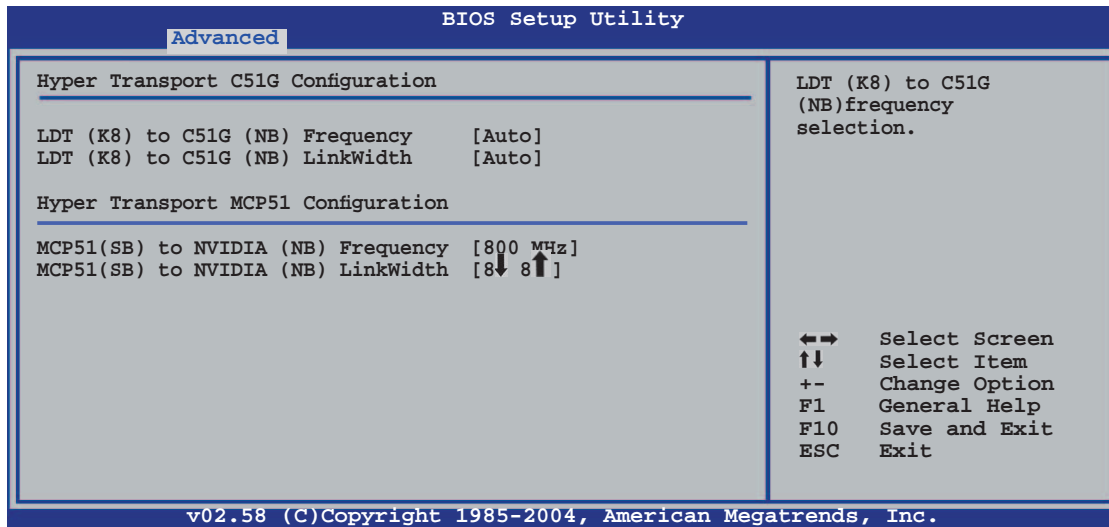 BIOS Setup Utility
Advanced
Hyper Transport C51G Configuration
LDT (K8) to C51G (NB) Frequency [Auto]
LDT (K8) to C51G (NB) LinkWidth [Auto]
Hyper Transport MCP51 Configuration
MCP51(SB) to NVIDIA (NB) Frequency [800 MHz]
MCP51(SB) to NVIDIA (NB) LinkWidth [8⬇ 8⬆]
LDT (K8) to C51G
(NB)frequency
selection.
←→ Select Screen
↑↓ Select Item
+- Change Option
F1 General Help
F10 Save and Exit
ESC Exit
v02.58 (C)Copyright 1985-2004, American Megatrends, Inc.